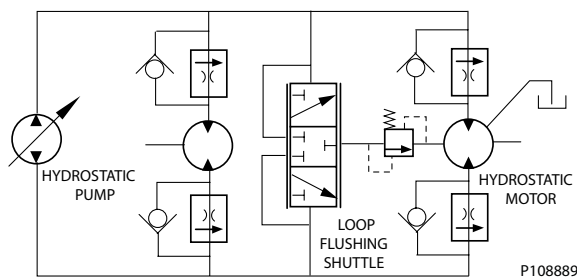 HYDROSTATIC
PUMP
LOOP
FLUSHING
SHUTTLE
HYDROSTATIC
MOTOR
P108889